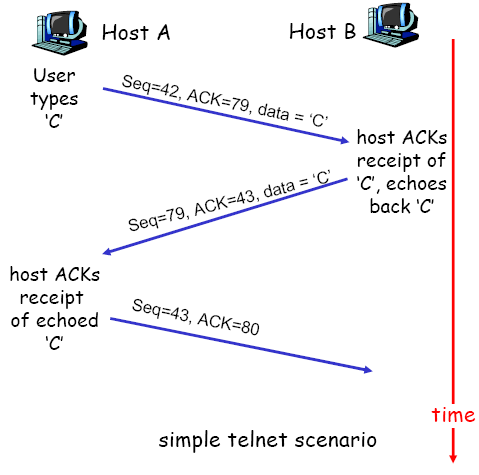 Host A
Host B
User
types
‘C’
Seq=42, ACK=79, data = ‘C’
host ACKs
receipt of
‘C’, echoes
back ‘C’
Seq=79, ACK=43, data = ‘C’
host ACKs
receipt
of echoed
‘C’
Seq=43, ACK=80
time
simple telnet scenario